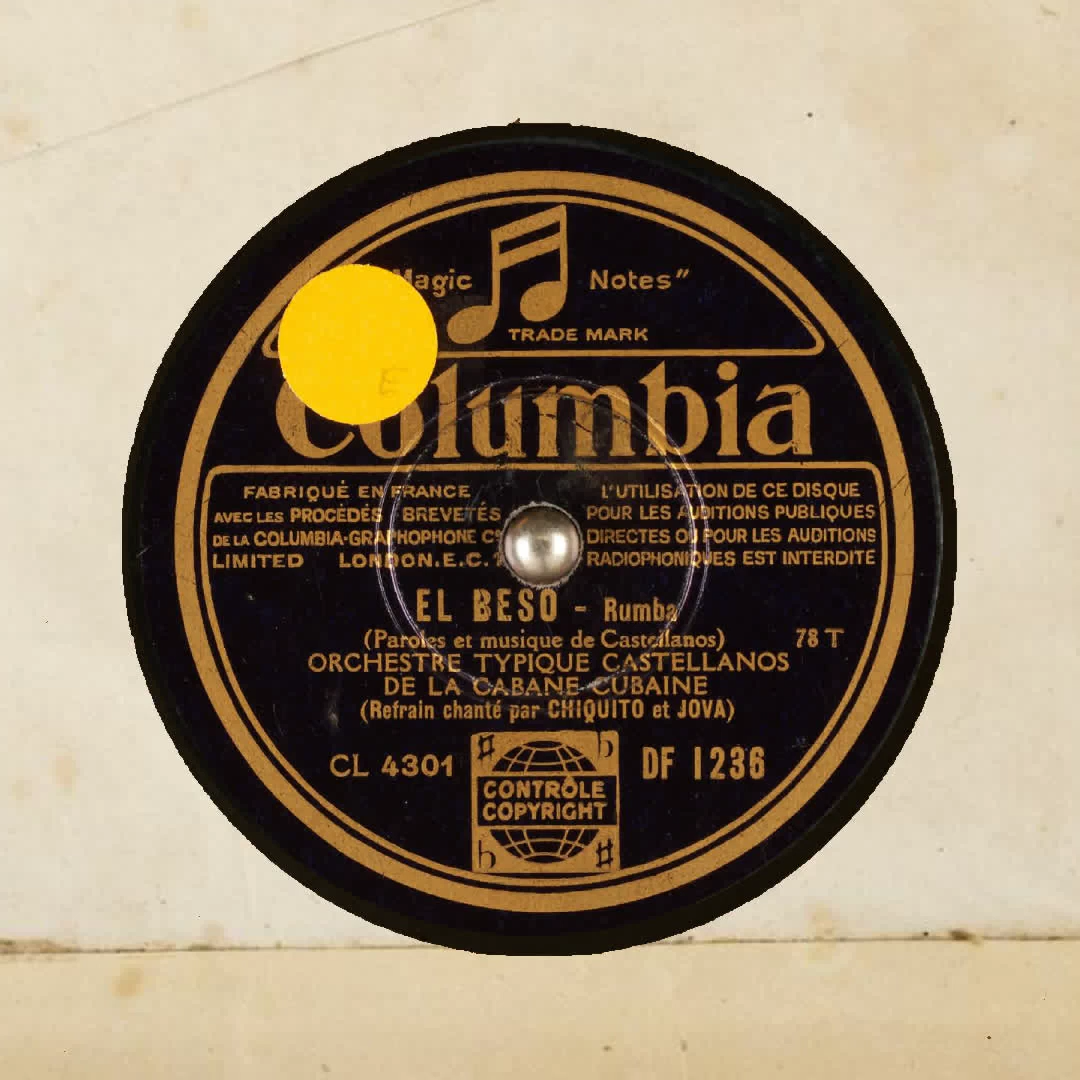 Magic Notes"
TRADE MARK
E
Columbia
FABRIQUÉ EN FRANCE
AVEC LES PROCÉDÉS BREVETÉS
DE LA COLUMBIA-GRAPHOPHONE Cº
LIMITED LONDON.E.C.1
L'UTILISATION DE CE DISQUE
POUR LES AUDITIONS PUBLIQUES
DIRECTES OU POUR LES AUDITIONS
RADIOPHONIQUES EST INTERDITE
EL BESO - Rumba
(Paroles et musique de Castellanos) 78 T
ORCHESTRE TYPIQUE CASTELLANOS
DE LA CABANE CUBAINE
(Refrain chanté par CHIQUITO et JOVA)
CL 4301
CONTRÔLE
COPYRIGHT
DF 1236